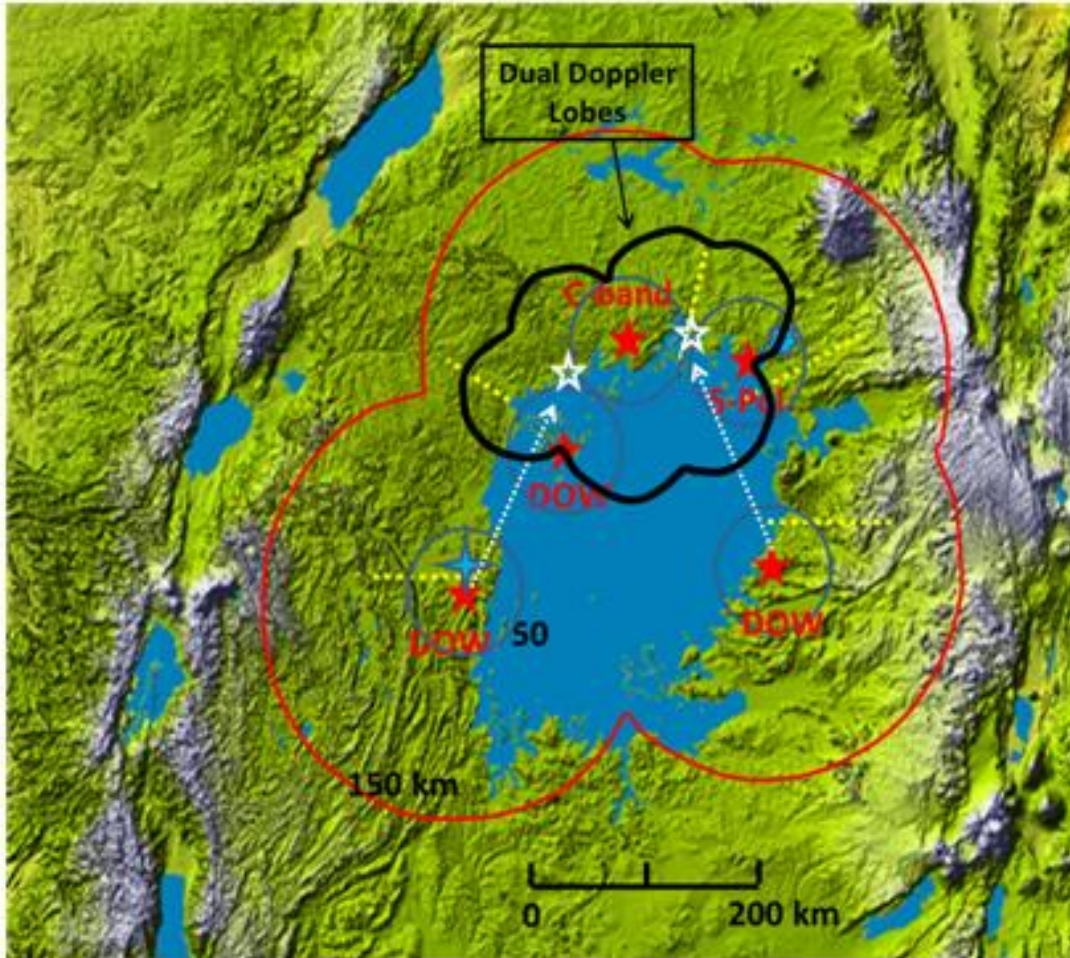 Dual Doppler
Lobes
C-Band
S-Pol
DOW
DOW
50
DOW
150 km
0
200 km